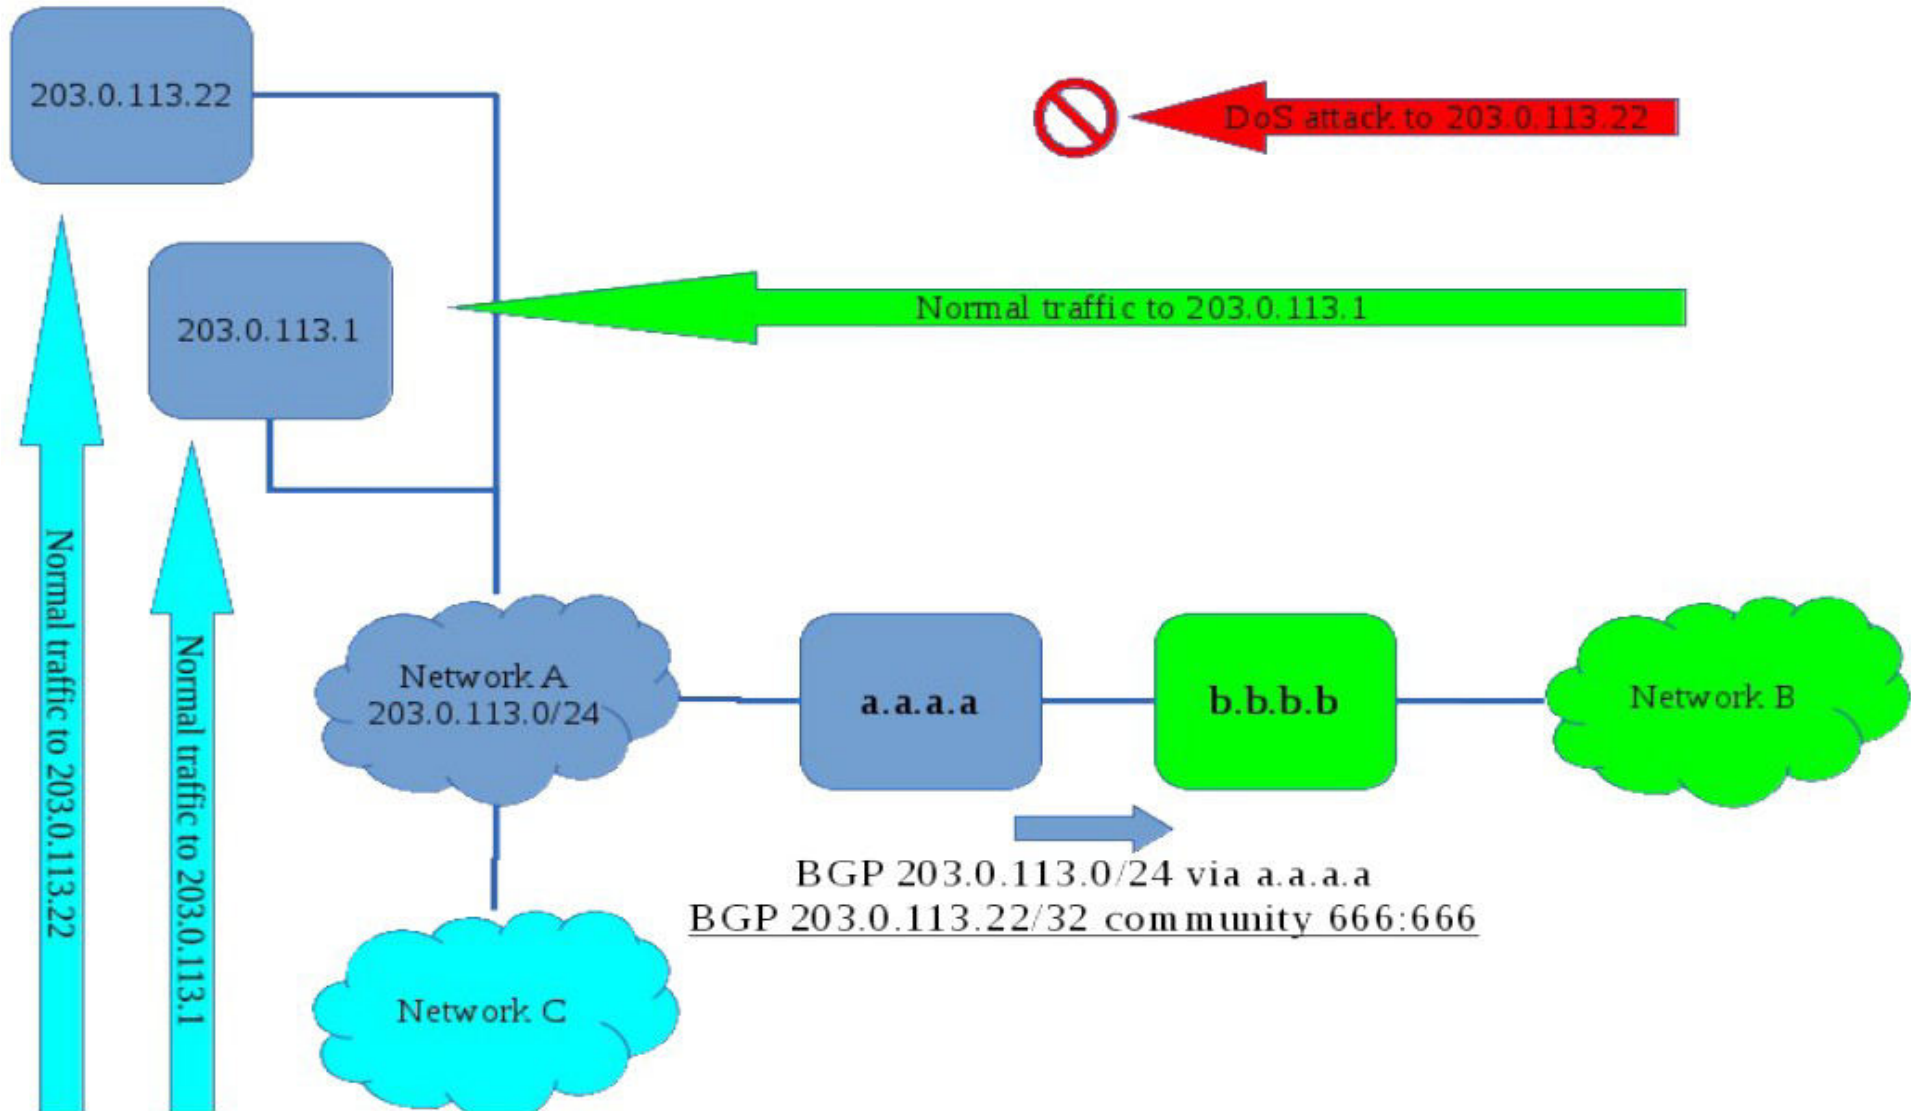 203.0.113.22
DoS attack to 203.0.113.22
Normal traffic to 203.0.113.1
203.0.113.1
Normal traffic to 203.0.113.22
Normal traffic to 203.0.113.1
Network A
203.0.113.0/24
a.a.a.a
b.b.b.b
Network B
BGP 203.0.113.0/24 via a.a.a.a
BGP 203.0.113.22/32 community 666:666
Network C